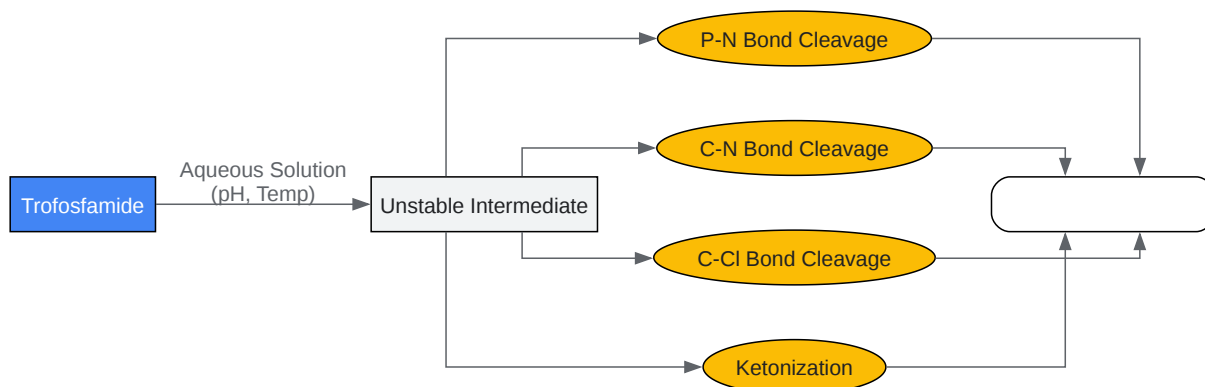 P-N Bond Cleavage
C-N Bond Cleavage
Aqueous Solution
(pH, Temp)
Trofosfamide
Unstable Intermediate
C-Cl Bond Cleavage
Ketonization